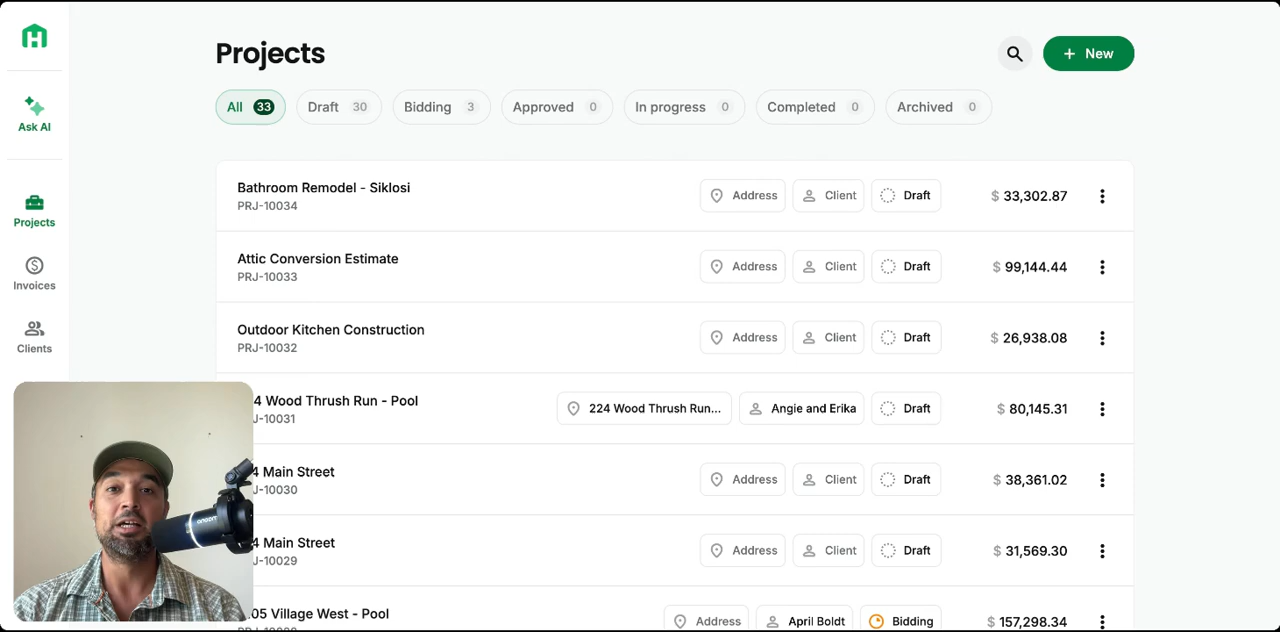 H
Ask AI
Projects
Invoices
Clients
Projects
+ New
All 33
Draft 30
Bidding 3
Approved 0
In progress 0
Completed 0
Archived 0
Bathroom Remodel - Siklosi
PRJ-10034
Address
Client
Draft
$ 33,302.87
Attic Conversion Estimate
PRJ-10033
Address
Client
Draft
$ 99,144.44
Outdoor Kitchen Construction
PRJ-10032
Address
Client
Draft
$ 26,938.08
4 Wood Thrush Run - Pool
J-10031
224 Wood Thrush Run...
Angie and Erika
Draft
$ 80,145.31
4 Main Street
J-10030
Address
Client
Draft
$ 38,361.02
4 Main Street
J-10029
Address
Client
Draft
$ 31,569.30
05 Village West - Pool
Address
April Boldt
Bidding
$ 157,298.34